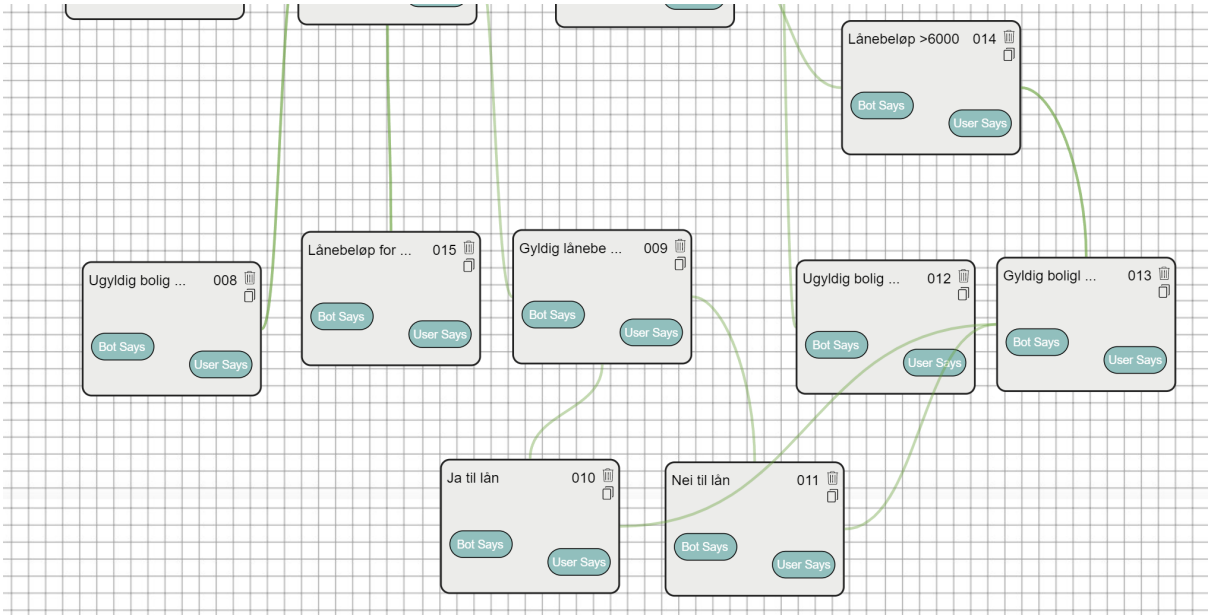 Lånebeløp >6000 014
Bot Says
User Says
Lånebeløp for ... 015
Bot Says
User Says
Gyldig lånebe ... 009
Bot Says
User Says
Ugyldig bolig ... 008
Bot Says
User Says
Ugyldig bolig ... 012
Bot Says
User Says
Gyldig boligl ... 013
Bot Says
User Says
Ja til lån 010
Bot Says
User Says
Nei til lån 011
Bot Says
User Says